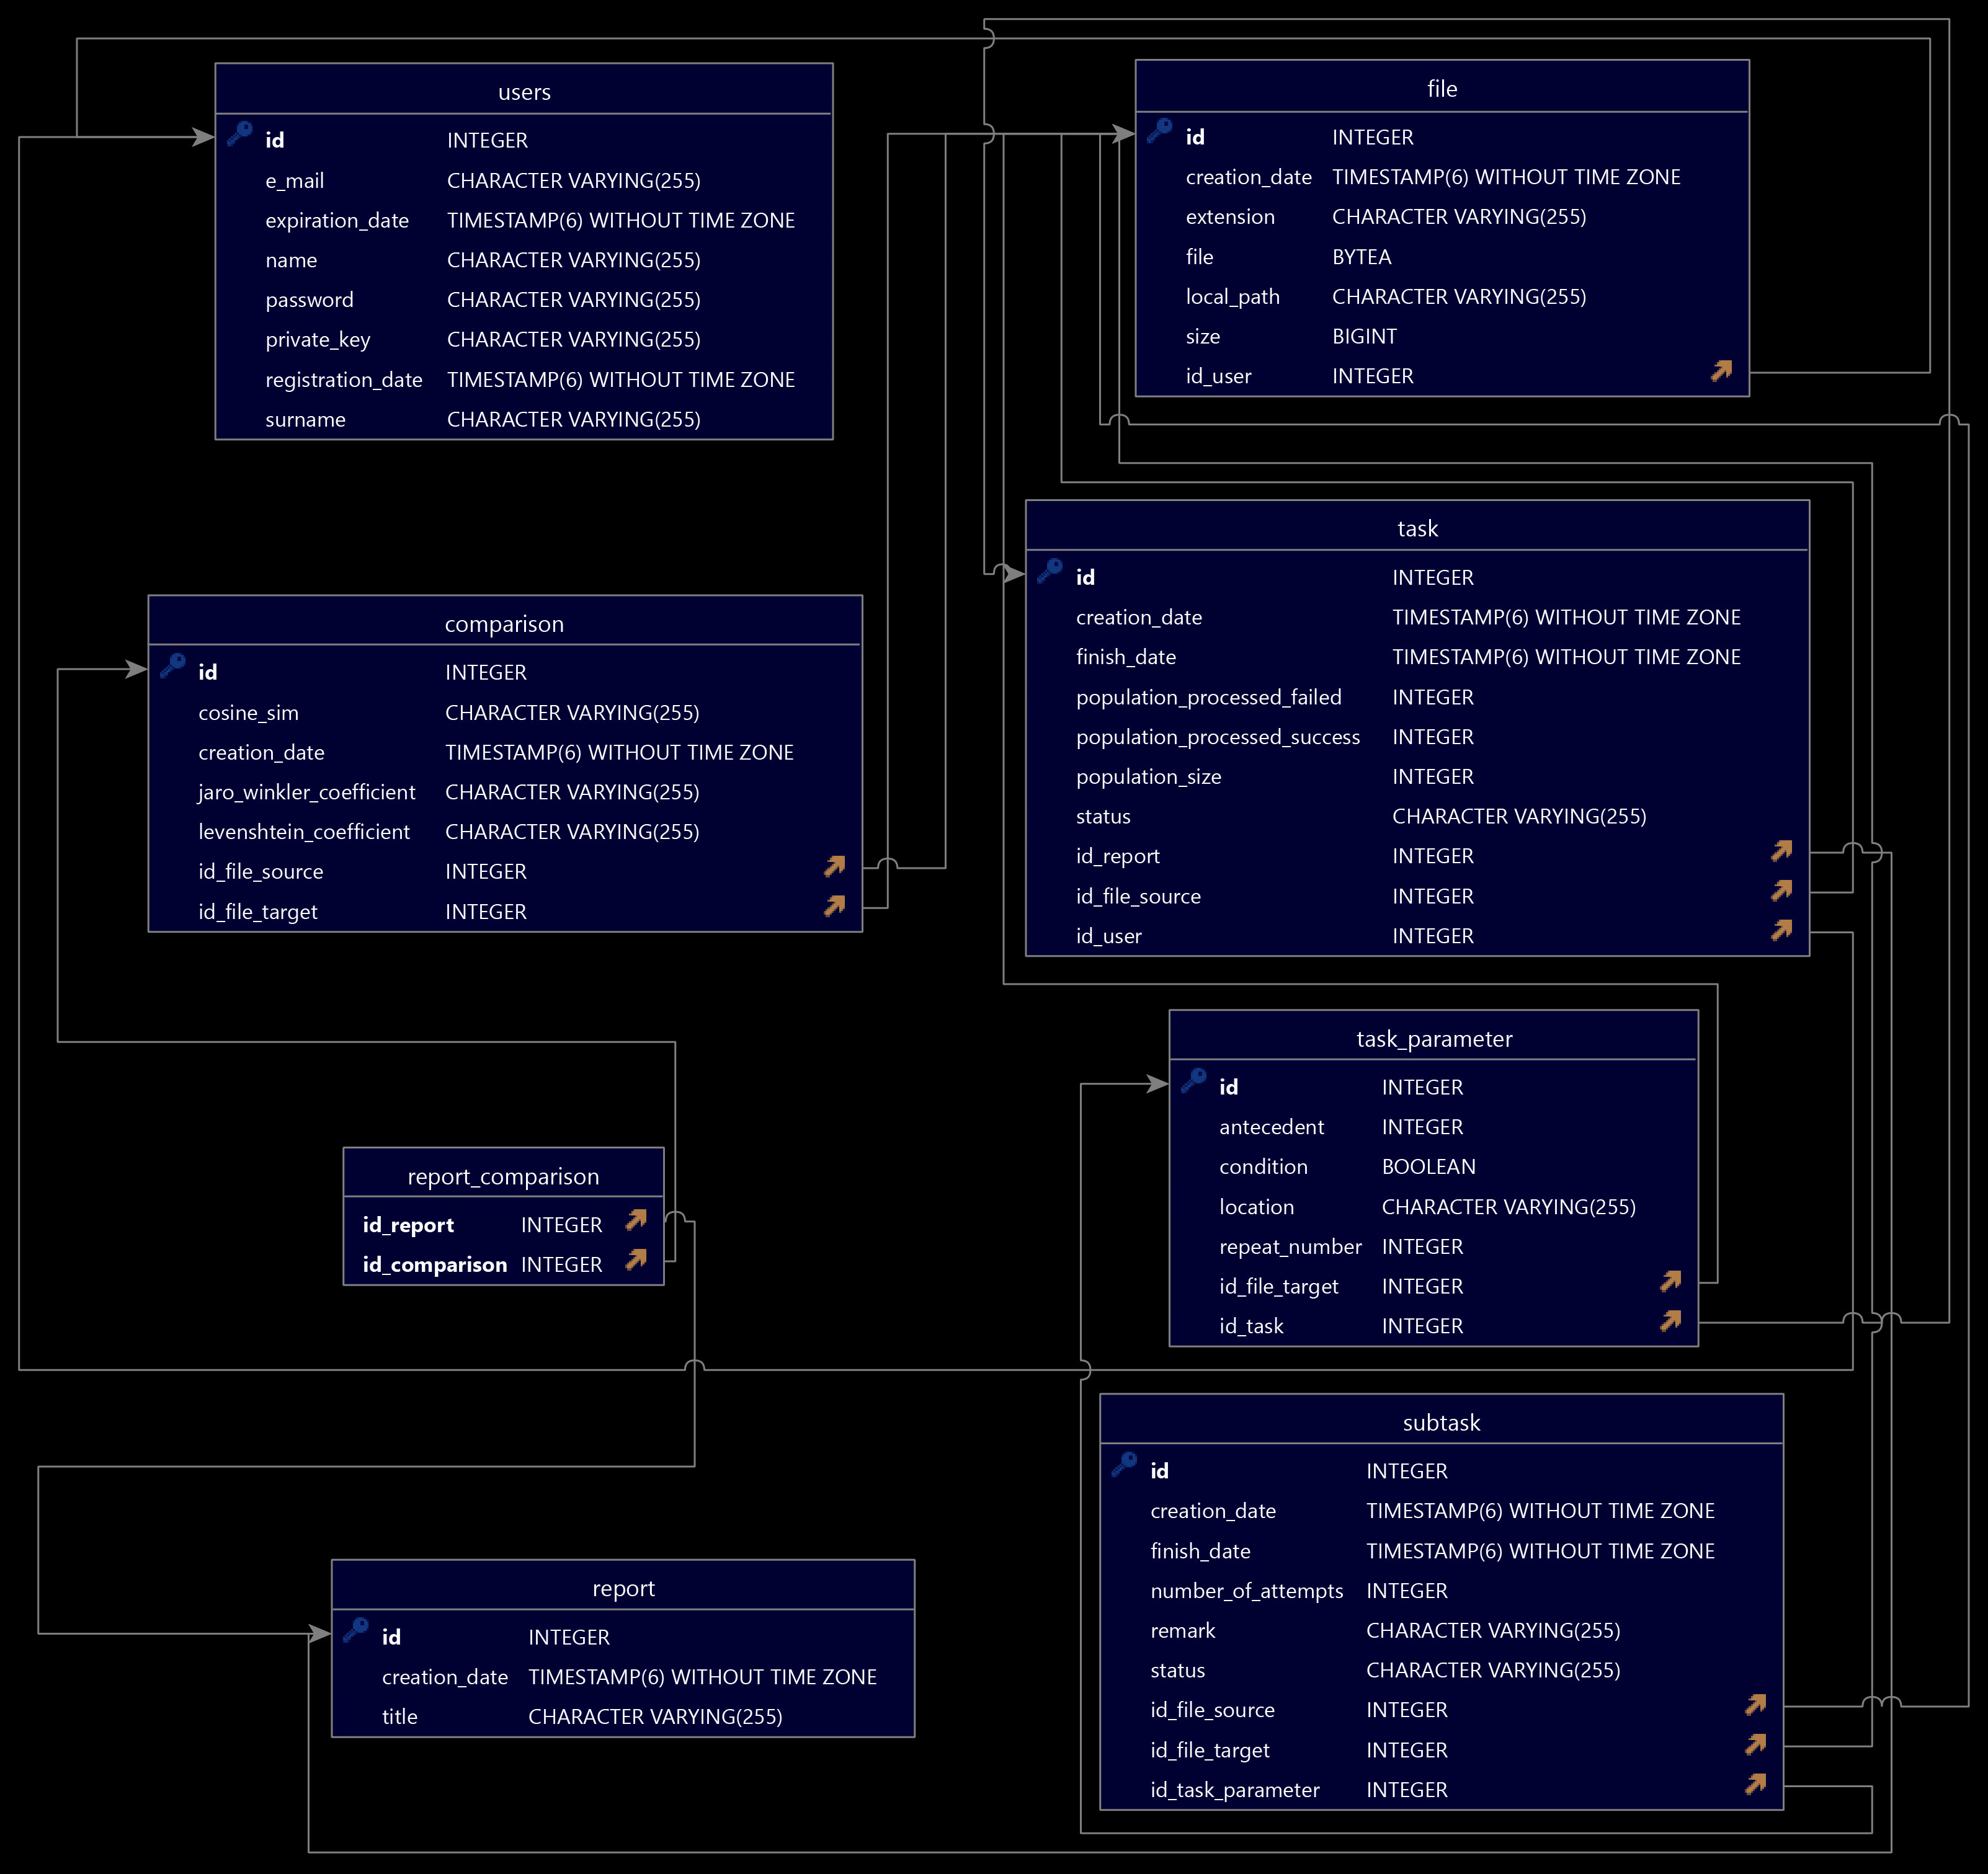 users
id INTEGER
e_mail CHARACTER VARYING(255)
expiration_date TIMESTAMP(6) WITHOUT TIME ZONE
name CHARACTER VARYING(255)
password CHARACTER VARYING(255)
private_key CHARACTER VARYING(255)
registration_date TIMESTAMP(6) WITHOUT TIME ZONE
surname CHARACTER VARYING(255)
file
id INTEGER
creation_date TIMESTAMP(6) WITHOUT TIME ZONE
extension CHARACTER VARYING(255)
file BYTEA
local_path CHARACTER VARYING(255)
size BIGINT
id_user INTEGER
task
id INTEGER
creation_date TIMESTAMP(6) WITHOUT TIME ZONE
finish_date TIMESTAMP(6) WITHOUT TIME ZONE
population_processed_failed INTEGER
population_processed_success INTEGER
population_size INTEGER
status CHARACTER VARYING(255)
id_report INTEGER
id_file_source INTEGER
id_user INTEGER
comparison
id INTEGER
cosine_sim CHARACTER VARYING(255)
creation_date TIMESTAMP(6) WITHOUT TIME ZONE
jaro_winkler_coefficient CHARACTER VARYING(255)
levenshtein_coefficient CHARACTER VARYING(255)
id_file_source INTEGER
id_file_target INTEGER
task_parameter
id INTEGER
antecedent INTEGER
condition BOOLEAN
location CHARACTER VARYING(255)
repeat_number INTEGER
id_file_target INTEGER
id_task INTEGER
report_comparison
id_report INTEGER
id_comparison INTEGER
subtask
id INTEGER
creation_date TIMESTAMP(6) WITHOUT TIME ZONE
finish_date TIMESTAMP(6) WITHOUT TIME ZONE
number_of_attempts INTEGER
remark CHARACTER VARYING(255)
status CHARACTER VARYING(255)
id_file_source INTEGER
id_file_target INTEGER
id_task_parameter INTEGER
report
id INTEGER
creation_date TIMESTAMP(6) WITHOUT TIME ZONE
title CHARACTER VARYING(255)